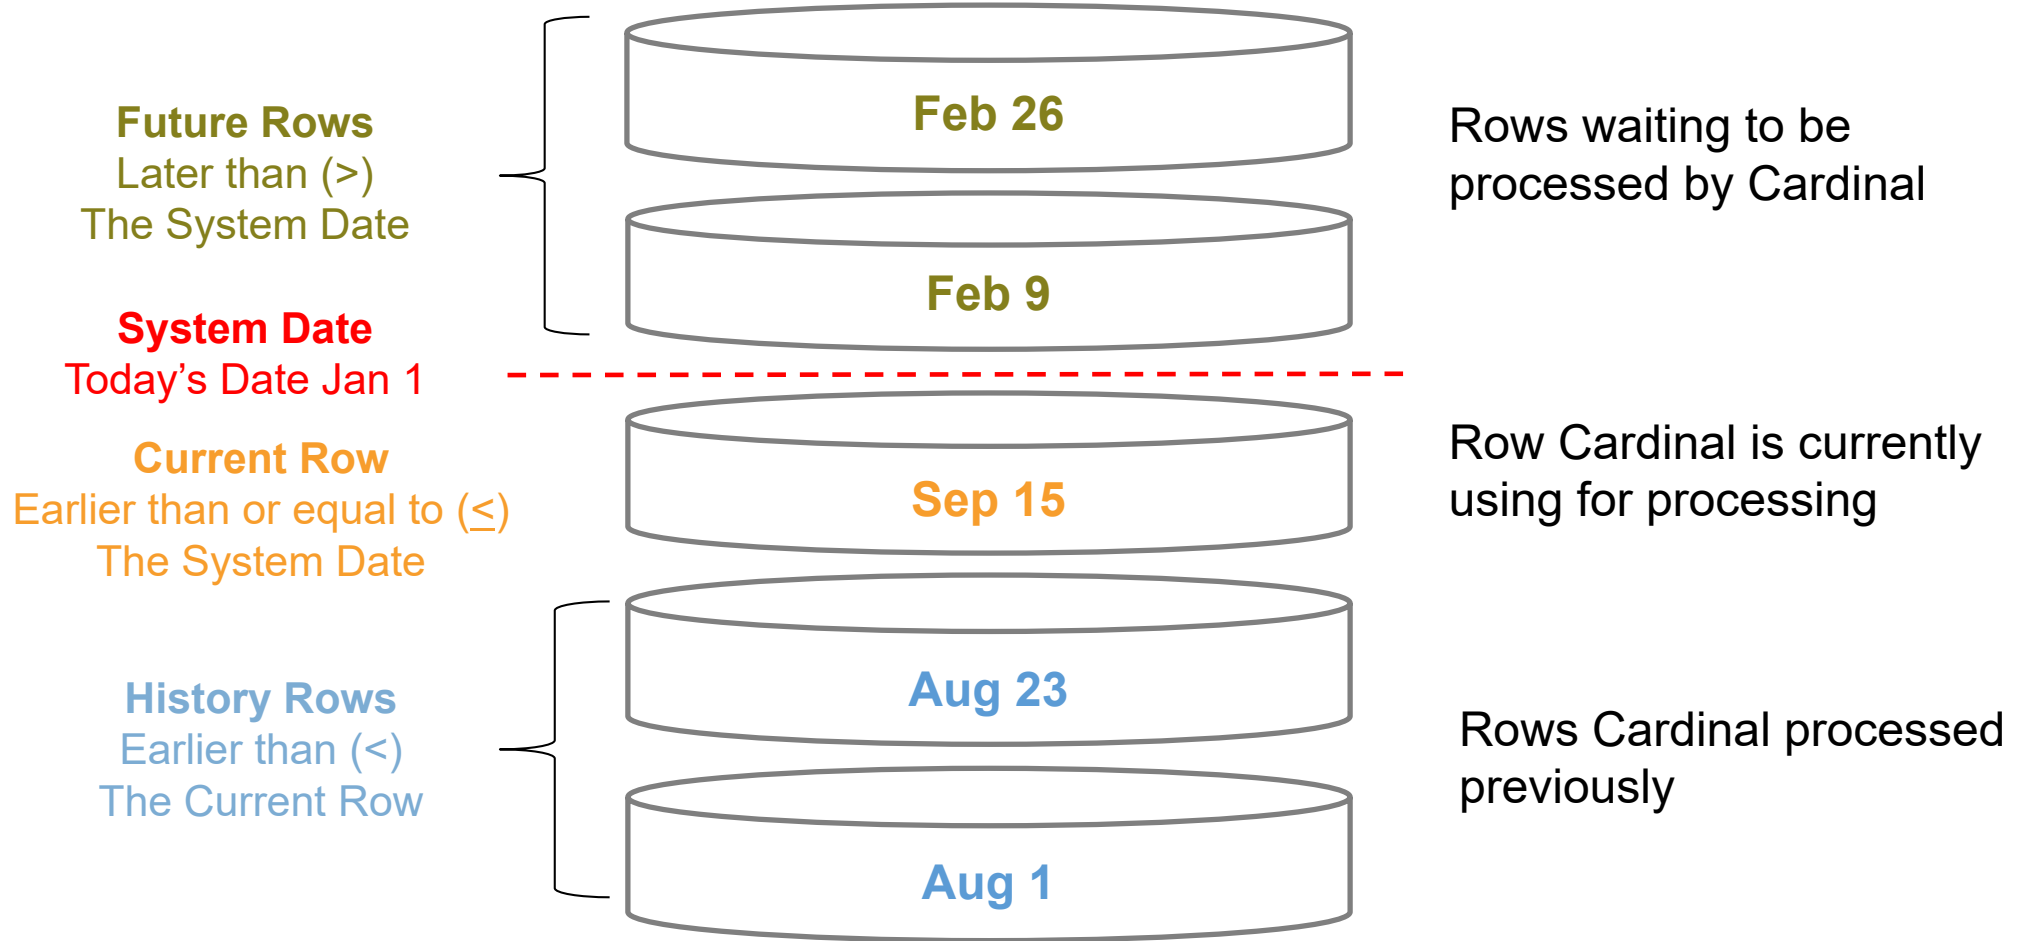 Feb 26
Future Rows
Later than (>)
The System Date
Rows waiting to be
processed by Cardinal
Feb 9
System Date
Today’s Date Jan 1
Current Row
Earlier than or equal to (≤)
The System Date
Sep 15
Row Cardinal is currently
using for processing
Aug 23
History Rows
Earlier than (<)
The Current Row
Rows Cardinal processed
previously
Aug 1